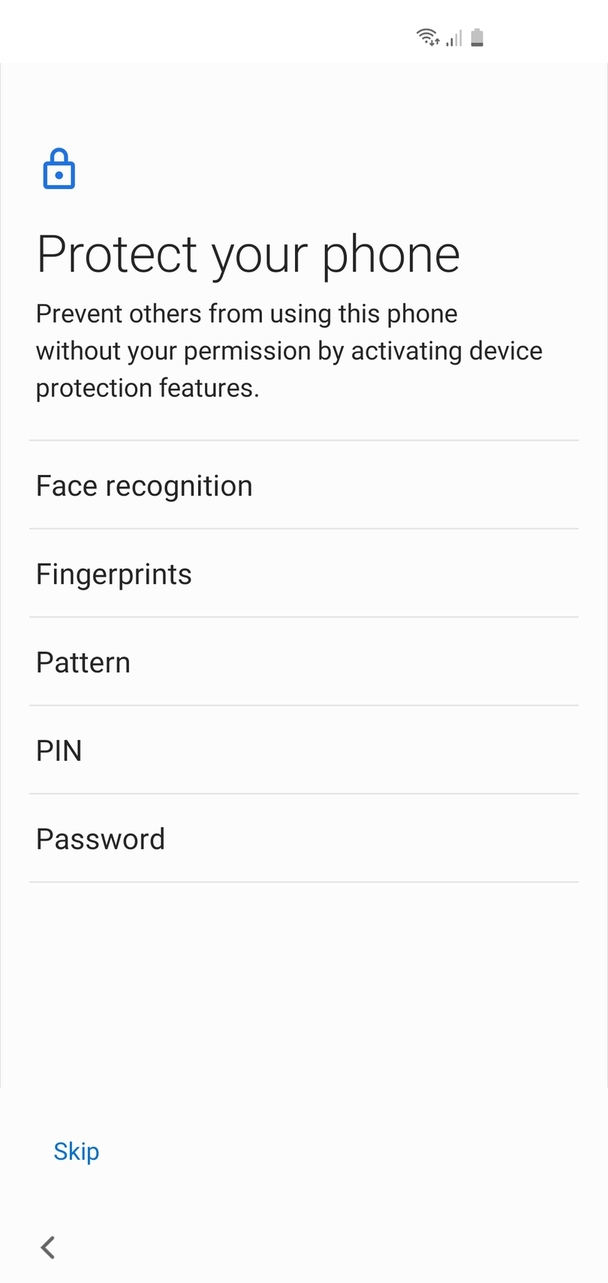 Protect your phone
Prevent others from using this phone
without your permission by activating device
protection features.
Face recognition
Fingerprints
Pattern
PIN
Password
Skip